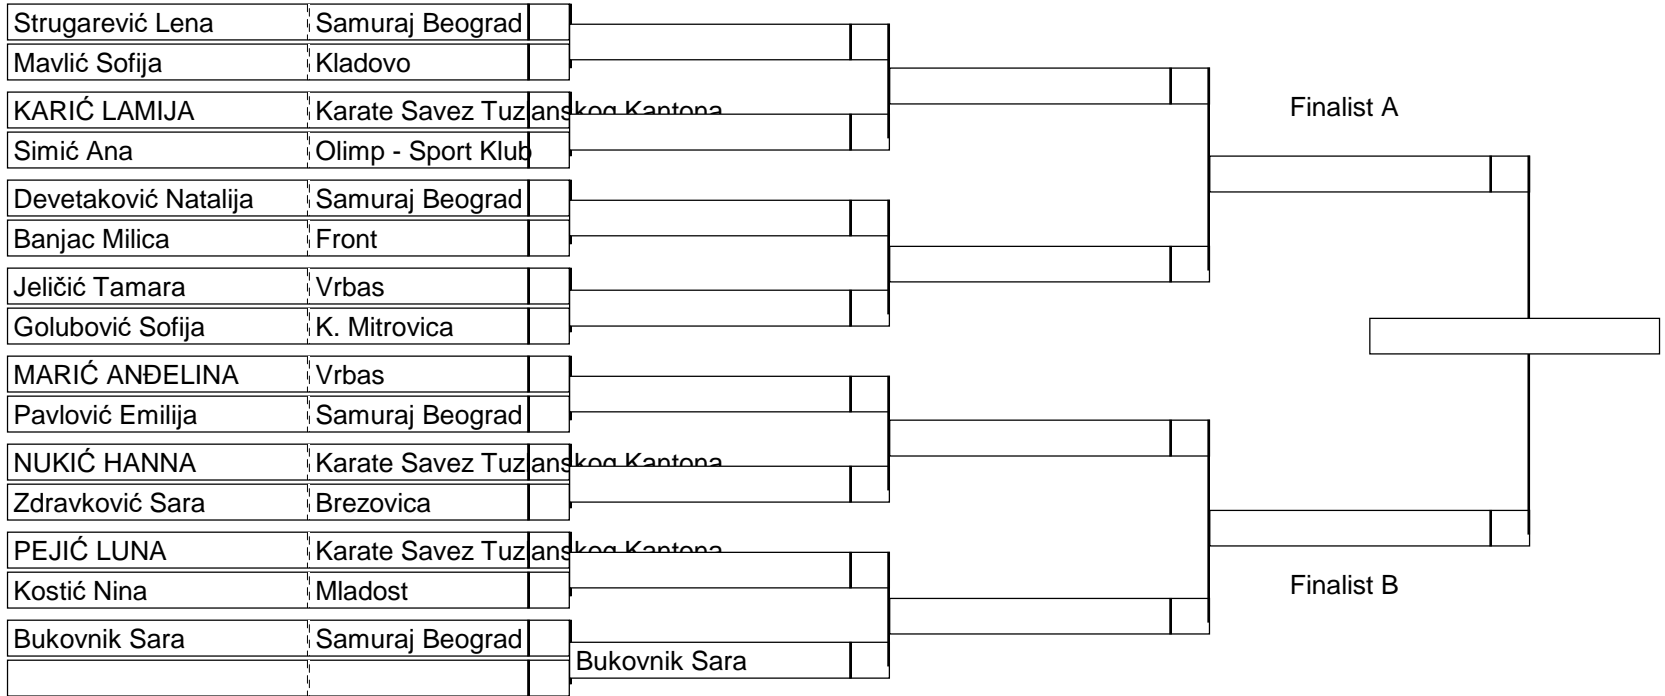 Strugarević Lena Samuraj Beograd
Mavlić Sofija Kladovo
KARIĆ LAMIJA Karate Savez Tuzlanskog Kantona
Simić Ana Olimp - Sport Klub
Devetaković Natalija Samuraj Beograd
Banjac Milica Front
Jeličić Tamara Vrbas
Golubović Sofija K. Mitrovica
MARIĆ ANĐELINA Vrbas
Pavlović Emilija Samuraj Beograd
NUKIĆ HANNA Karate Savez Tuzlanskog Kantona
Zdravković Sara Brezovica
PEJIĆ LUNA Karate Savez Tuzlanskog Kantona
Kostić Nina Mladost
Bukovnik Sara Samuraj Beograd
Bukovnik Sara
Finalist A
Finalist B